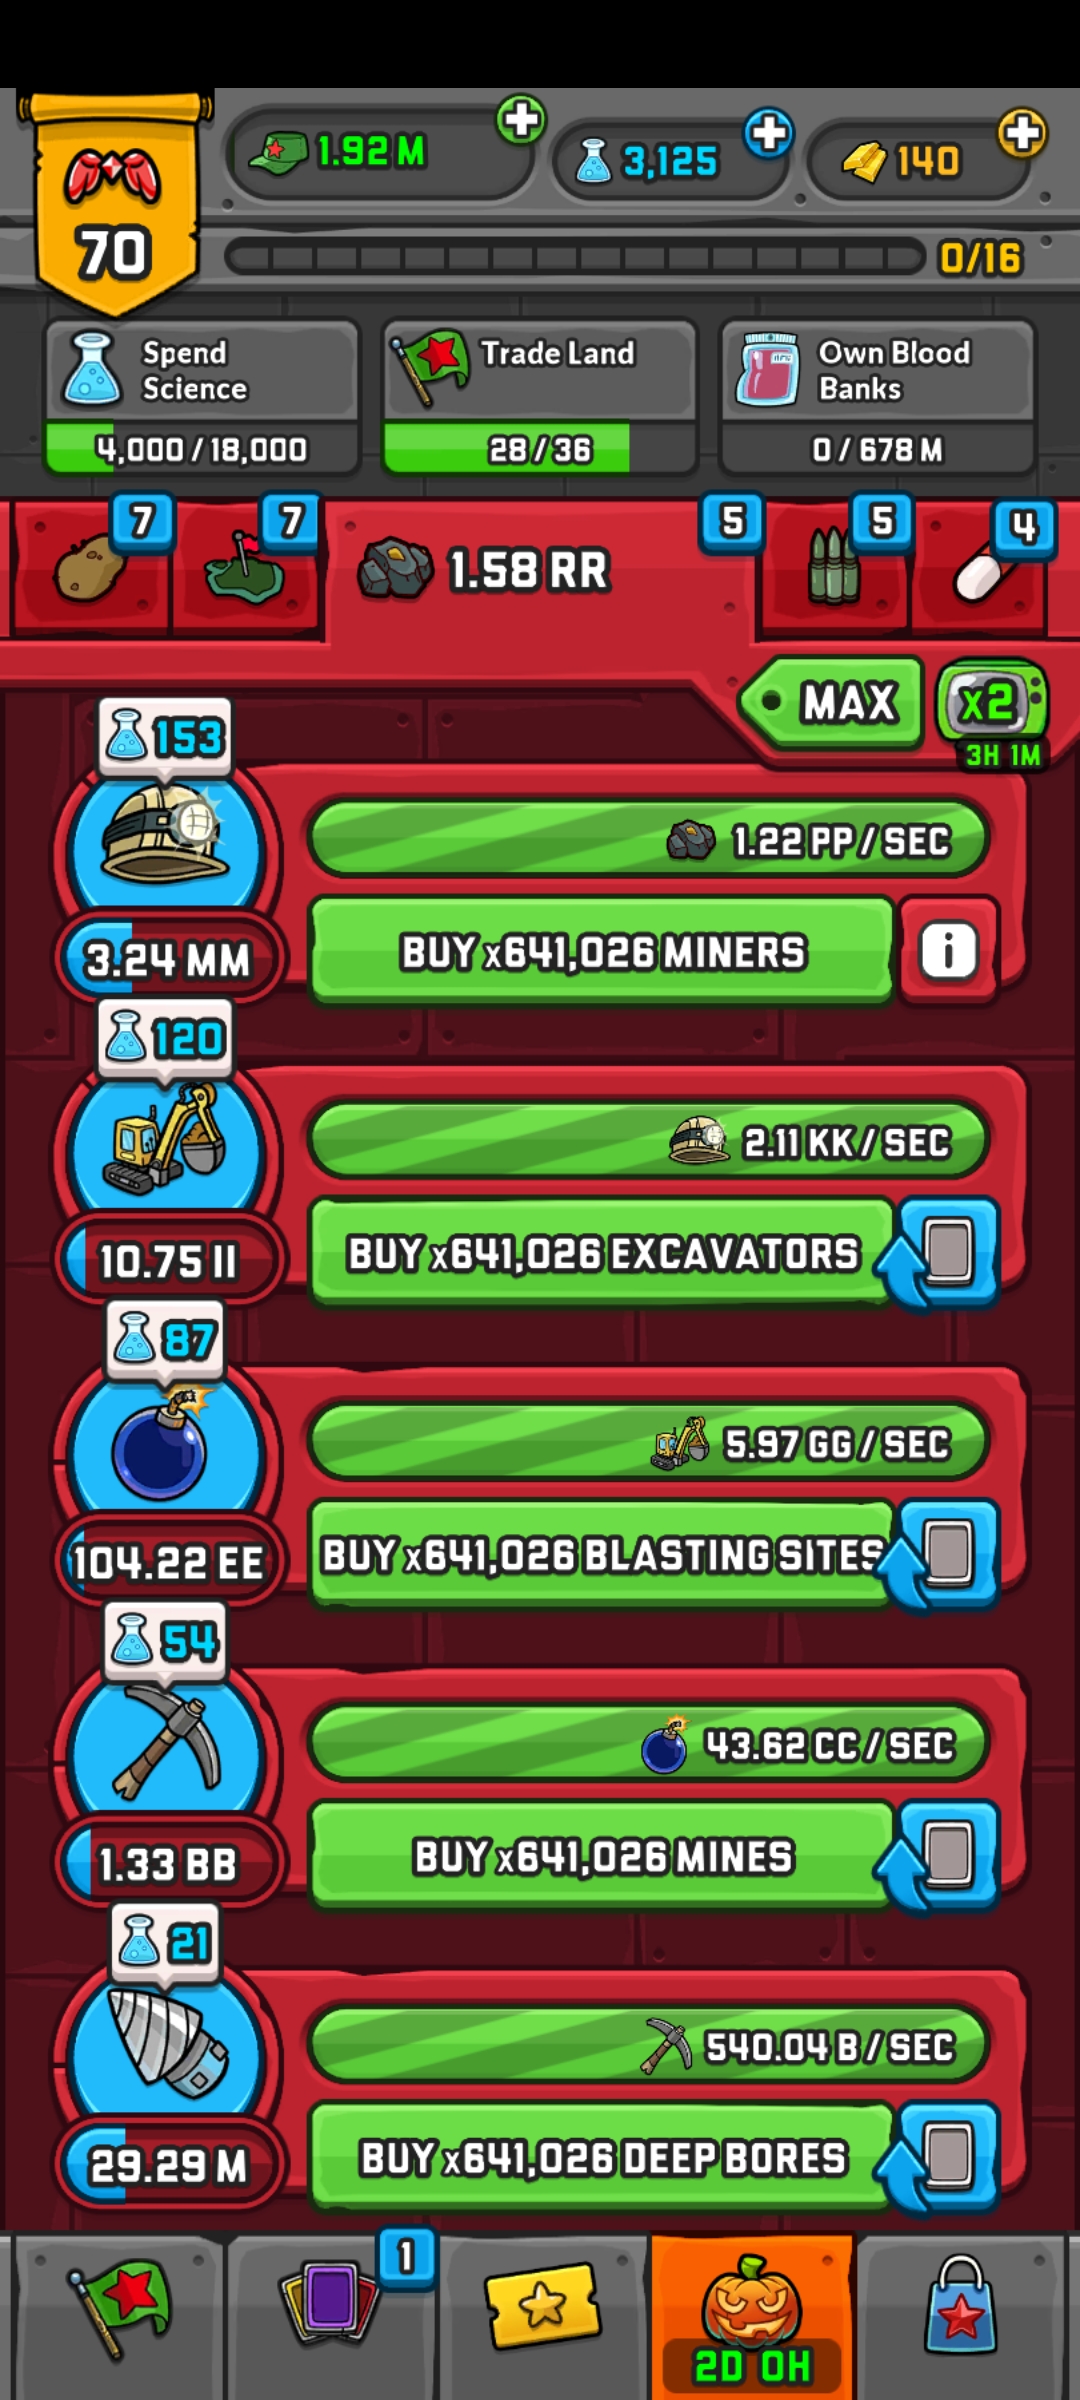 1.92 M
3,125
140
70
0/16
Spend
Science
Trade Land
Own Blood
Banks
4,000 / 18,000
28 / 36
0 / 678 M
7
7
1.58 RR
5
5
4
MAX
x2
3H 1M
153
1.22 PP / SEC
BUY x641,026 MINERS
i
3.24 MM
120
2.11 KK / SEC
BUY x641,026 EXCAVATORS
10.75 II
87
5.97 GG / SEC
BUY x641,026 BLASTING SITES
104.22 EE
54
43.62 CC / SEC
BUY x641,026 MINES
1.33 BB
21
540.04 B / SEC
BUY x641,026 DEEP BORES
29.29 M
1
2D 0H